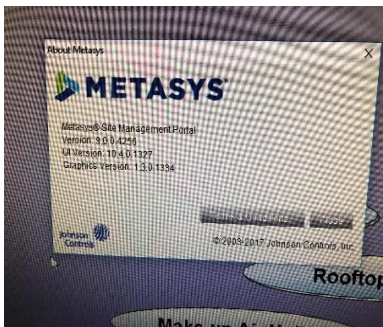 About Metasys
X
METASYS
Metasys® Site Management Portal
Version: 9.0.0.4256
UI Version: 10.4.0.1327
Graphics Version: 1.3.0.1334
Johnson
Controls
© 2003-2017 Johnson Controls, Inc.
Rooftop